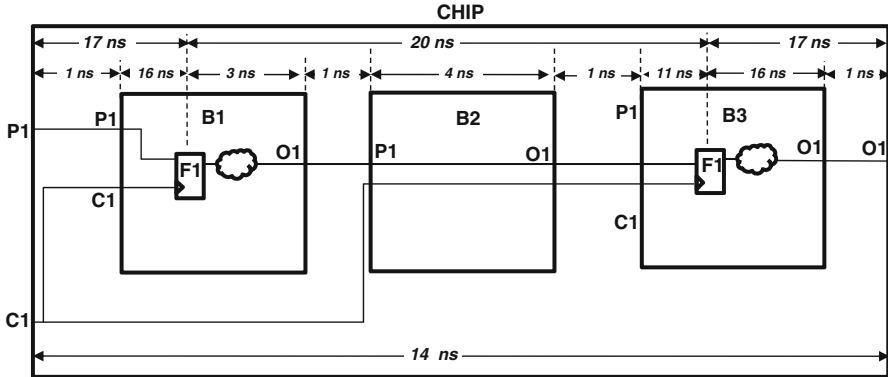 CHIP
17 ns 20 ns 17 ns
1 ns 16 ns 3 ns 1 ns 4 ns 1 ns 11 ns 16 ns 1 ns
P1 P1 B1 B2 P1 B3
F1 O1 P1 O1 F1 O1 O1
C1 C1
C1
14 ns